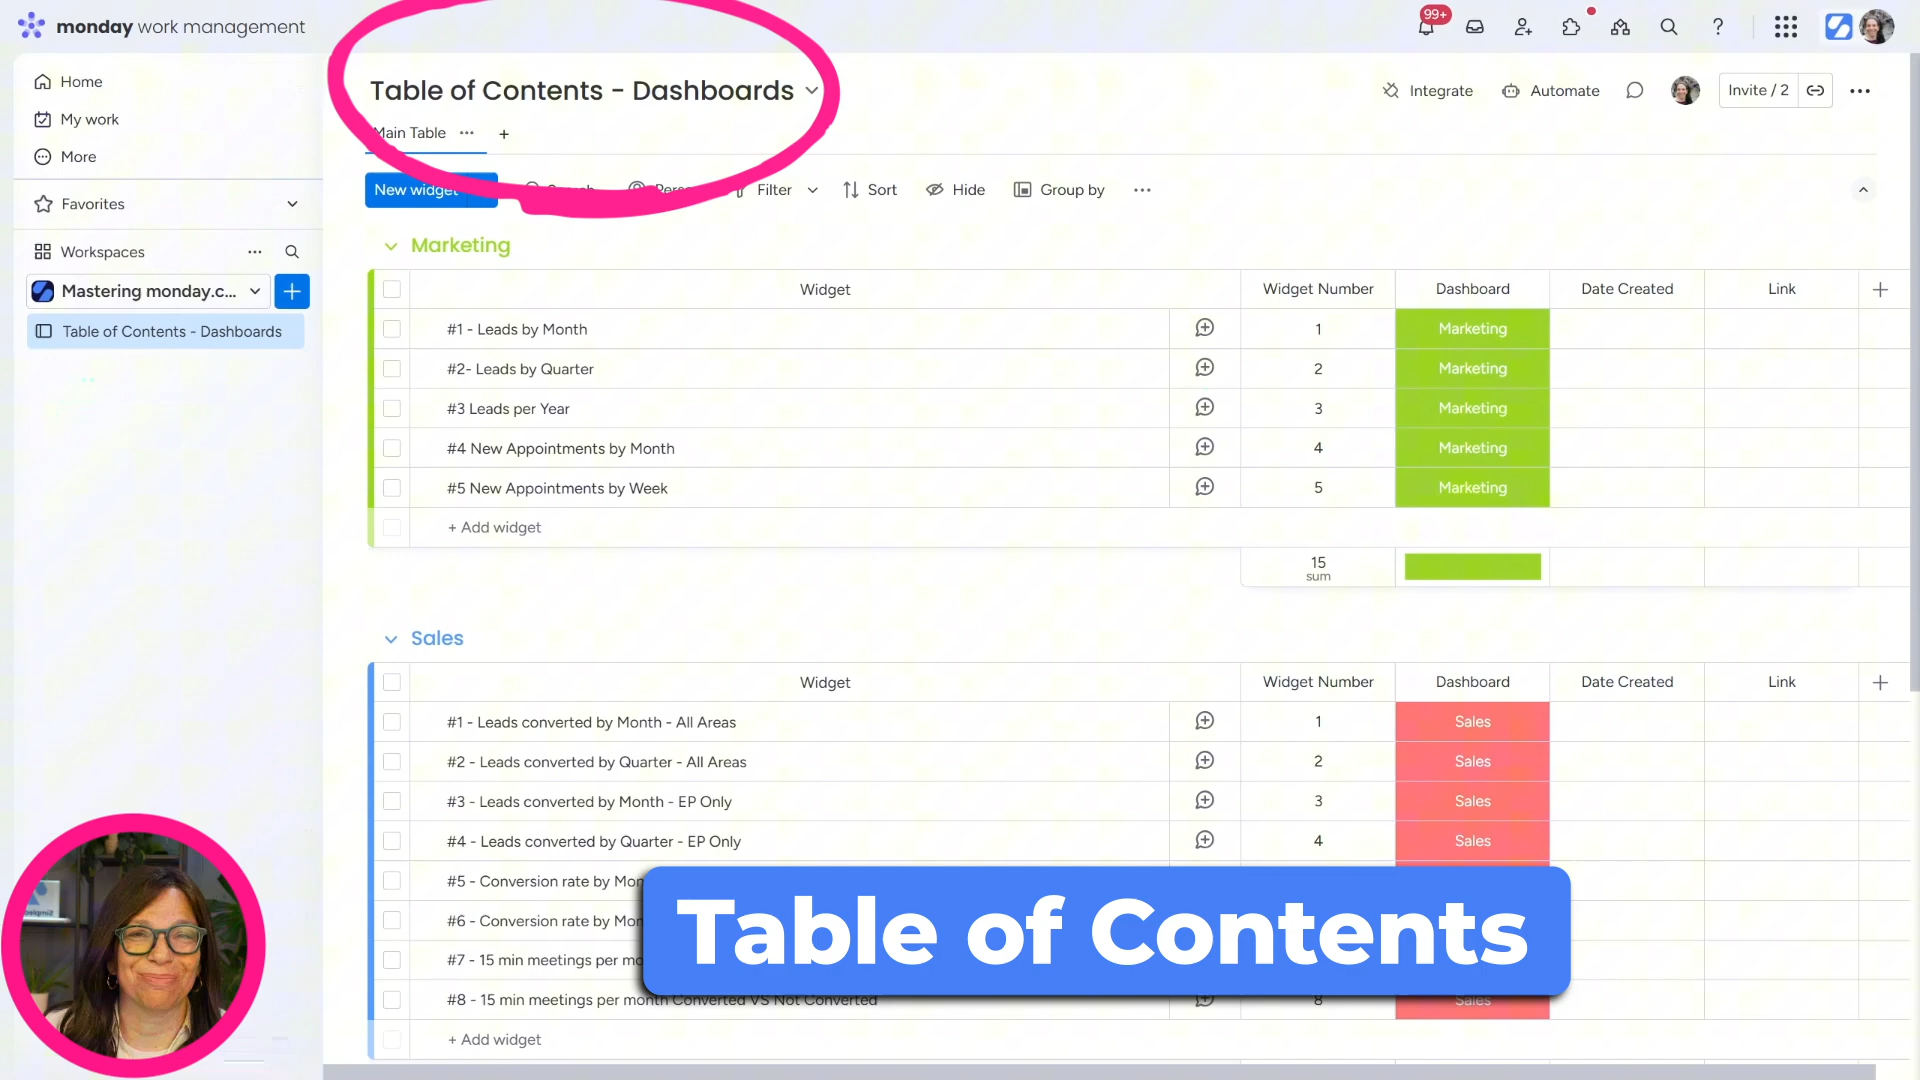 monday work management
99+
Home
My work
More
Favorites
Workspaces
Mastering monday.c...
Table of Contents - Dashboards
Table of Contents - Dashboards
Integrate
Automate
Invite / 2
Main Table
New widget
Filter
Sort
Hide
Group by
Marketing
Widget Widget Number Dashboard Date Created Link
#1 - Leads by Month 1 Marketing
#2- Leads by Quarter 2 Marketing
#3 Leads per Year 3 Marketing
#4 New Appointments by Month 4 Marketing
#5 New Appointments by Week 5 Marketing
+ Add widget
15
sum
Sales
Widget Widget Number Dashboard Date Created Link
#1 - Leads converted by Month - All Areas 1 Sales
#2 - Leads converted by Quarter - All Areas 2 Sales
#3 - Leads converted by Month - EP Only 3 Sales
#4 - Leads converted by Quarter - EP Only 4 Sales
#5 - Conversion rate by
#6 - Conversion rate by
#7 - 15 min meetings per
#8 - 15 min meetings per month Converted VS Not Converted 8 Sales
+ Add widget
Table of Contents